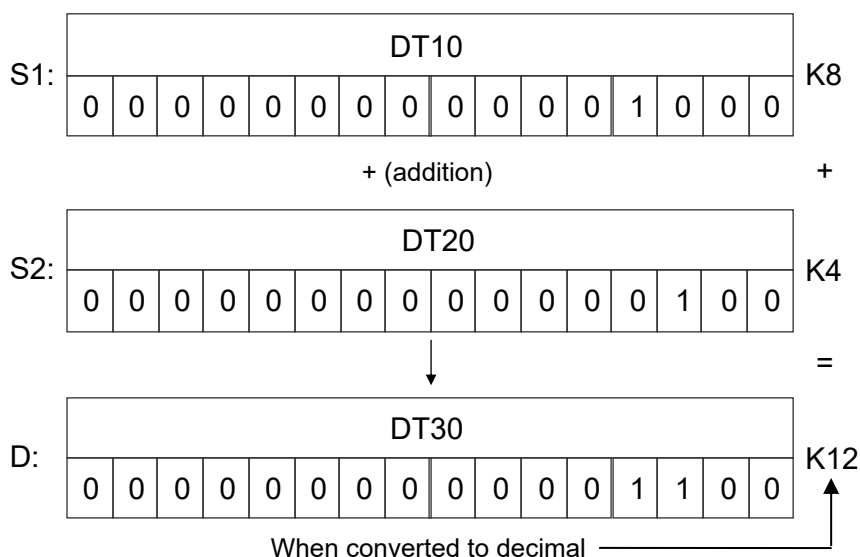 DT10
S1: K8
0 0 0 0 0 0 0 0 0 0 0 0 1 0 0 0
+ (addition) +
DT20
S2: K4
0 0 0 0 0 0 0 0 0 0 0 0 0 1 0 0
=
DT30
D: K12
0 0 0 0 0 0 0 0 0 0 0 0 1 1 0 0
When converted to decimal